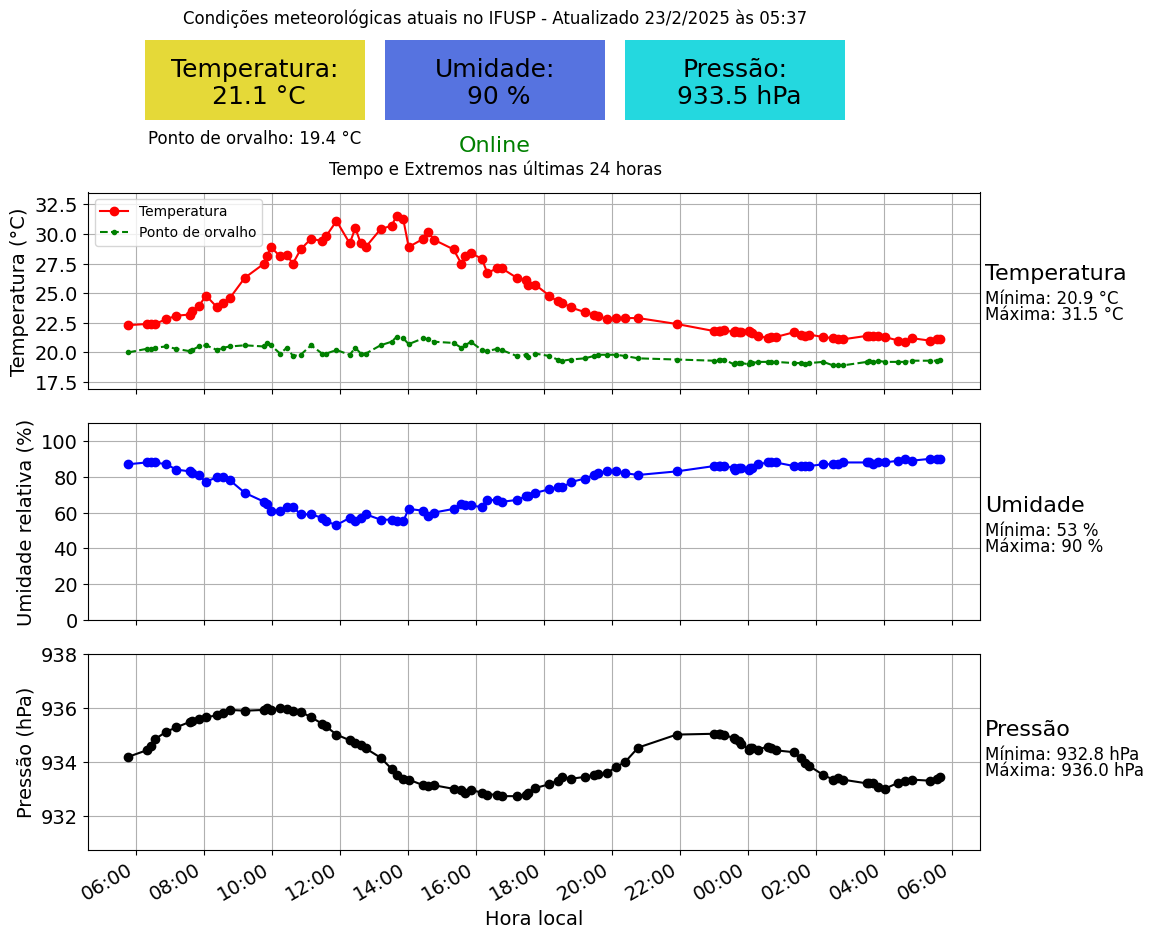 Condições meteorológicas atuais no IFUSP - Atualizado 23/2/2025 às 05:37
Temperatura:
21.1 °C
Umidade:
90 %
Pressão:
933.5 hPa
Ponto de orvalho: 19.4 °C
Online
Tempo e Extremos nas últimas 24 horas
Temperatura (°C)
32.5
30.0
27.5
25.0
22.5
20.0
17.5
Temperatura
Ponto de orvalho
Temperatura
Mínima: 20.9 °C
Máxima: 31.5 °C
Umidade relativa (%)
100
80
60
40
20
0
Umidade
Mínima: 53 %
Máxima: 90 %
Pressão (hPa)
938
936
934
932
Pressão
Mínima: 932.8 hPa
Máxima: 936.0 hPa
06:00
08:00
10:00
12:00
14:00
16:00
18:00
20:00
22:00
00:00
02:00
04:00
06:00
Hora local